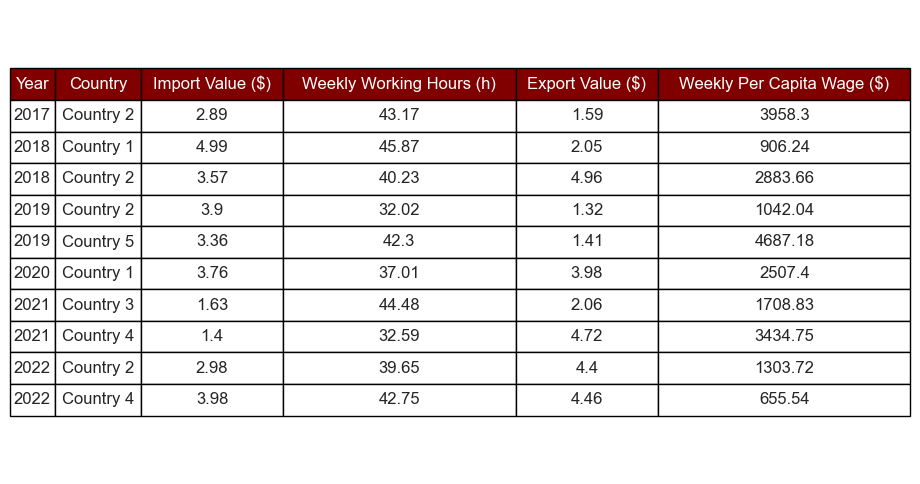 Year Country Import Value ($) Weekly Working Hours (h) Export Value ($) Weekly Per Capita Wage ($)
2017 Country 2 2.89 43.17 1.59 3958.3
2018 Country 1 4.99 45.87 2.05 906.24
2018 Country 2 3.57 40.23 4.96 2883.66
2019 Country 2 3.9 32.02 1.32 1042.04
2019 Country 5 3.36 42.3 1.41 4687.18
2020 Country 1 3.76 37.01 3.98 2507.4
2021 Country 3 1.63 44.48 2.06 1708.83
2021 Country 4 1.4 32.59 4.72 3434.75
2022 Country 2 2.98 39.65 4.4 1303.72
2022 Country 4 3.98 42.75 4.46 655.54